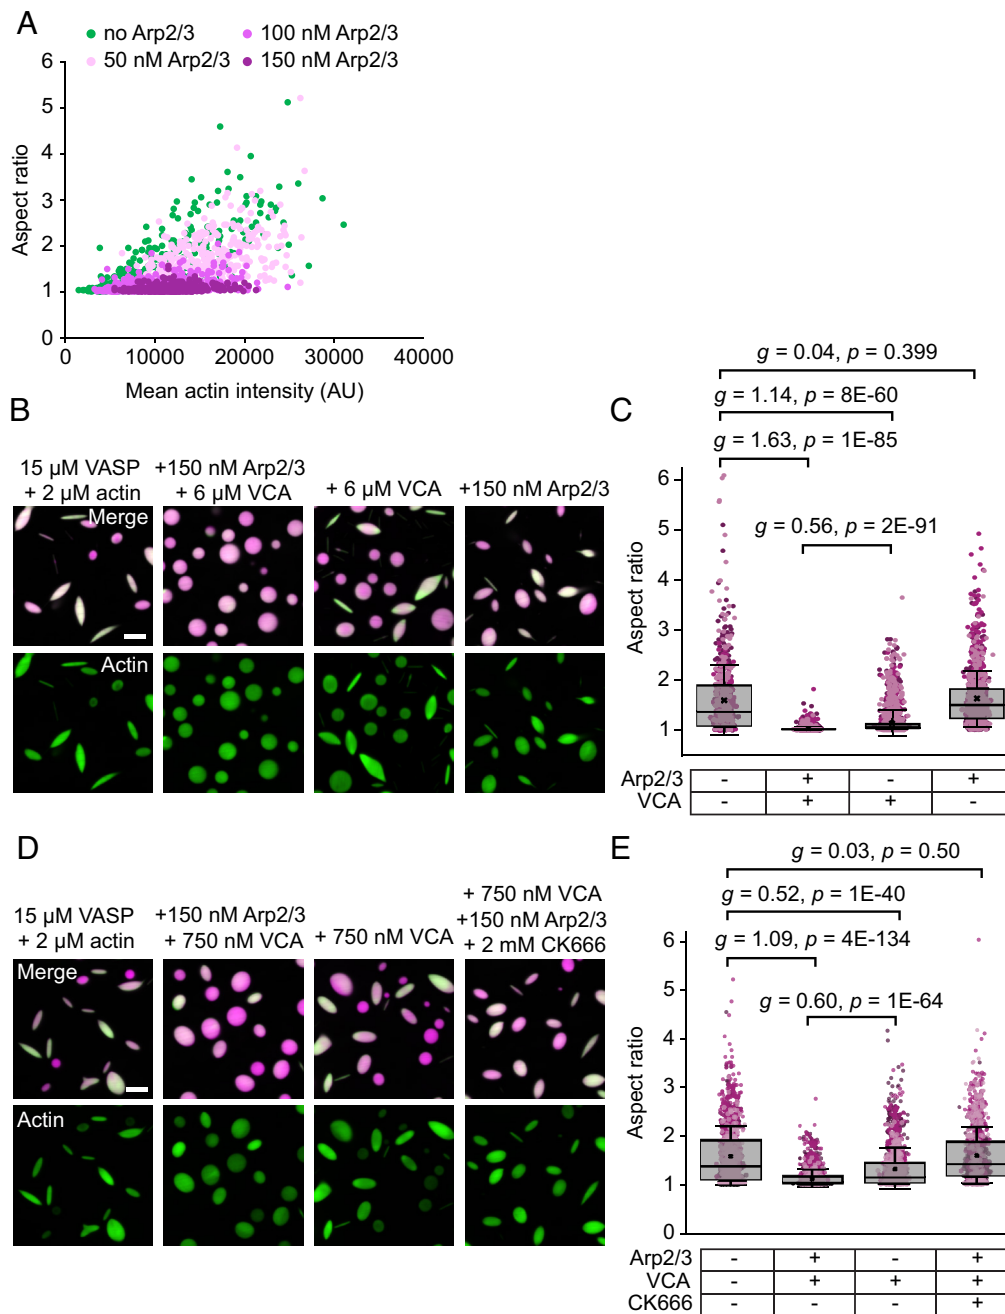 A
no Arp2/3
100 nM Arp2/3
50 nM Arp2/3
150 nM Arp2/3
6
5
4
3
2
1
0
Aspect ratio
0
10000
20000
30000
40000
Mean actin intensity (AU)
B
15 µM VASP
+ 2 µM actin
+150 nM Arp2/3
+ 6 µM VCA
+ 6 µM VCA
+150 nM Arp2/3
Merge
Actin
C
g = 0.04, p = 0.399
g = 1.14, p = 8E-60
g = 1.63, p = 1E-85
g = 0.56, p = 2E-91
6
5
4
3
2
1
0
Aspect ratio
Arp2/3 - + - +
VCA - + + -
D
15 µM VASP
+ 2 µM actin
+150 nM Arp2/3
+ 750 nM VCA
+ 750 nM VCA
+ 750 nM VCA
+150 nM Arp2/3
+ 2 mM CK666
Merge
Actin
E
g = 0.03, p = 0.50
g = 0.52, p = 1E-40
g = 1.09, p = 4E-134
g = 0.60, p = 1E-64
6
5
4
3
2
1
0
Aspect ratio
Arp2/3 - + - +
VCA - + + +
CK666 - - - +